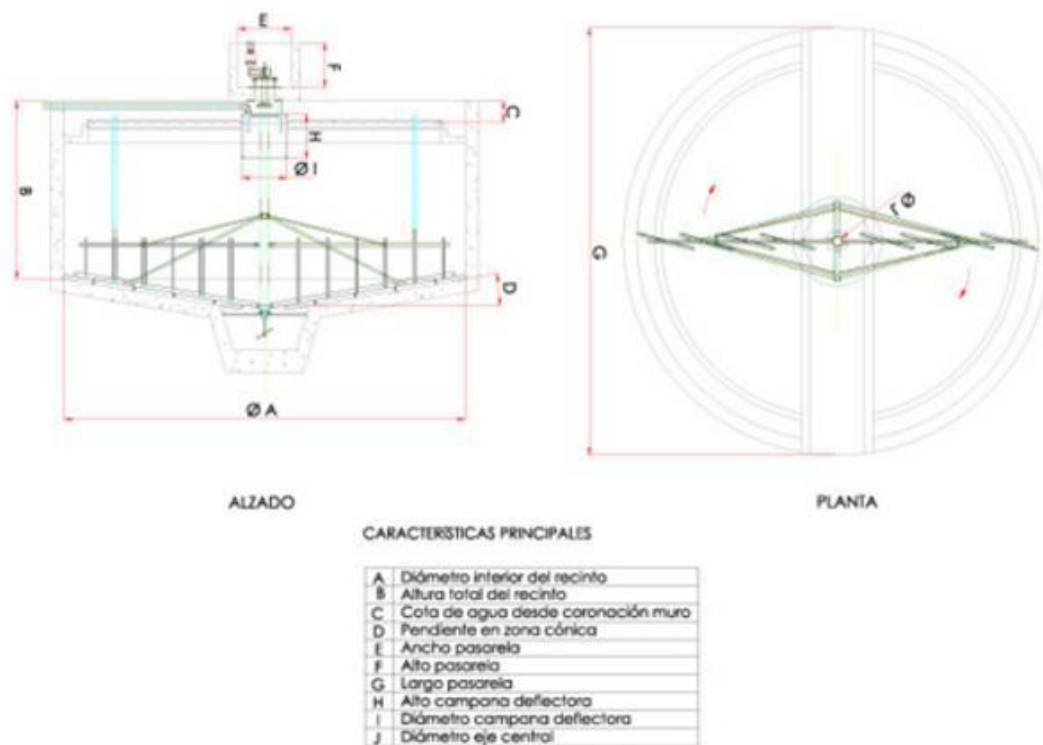 E
F
C
B
H
Ø I
D
Ø A
G
Ø J
ALZADO
PLANTA
CARACTERÍSTICAS PRINCIPALES
A Diámetro interior del recinto
B Altura total del recinto
C Cota de agua desde coronación muro
D Pendiente en zona cónica
E Ancho pasarela
F Alto pasarela
G Largo pasarela
H Alto campana deflectora
I Diámetro campana deflectora
J Diámetro eje central